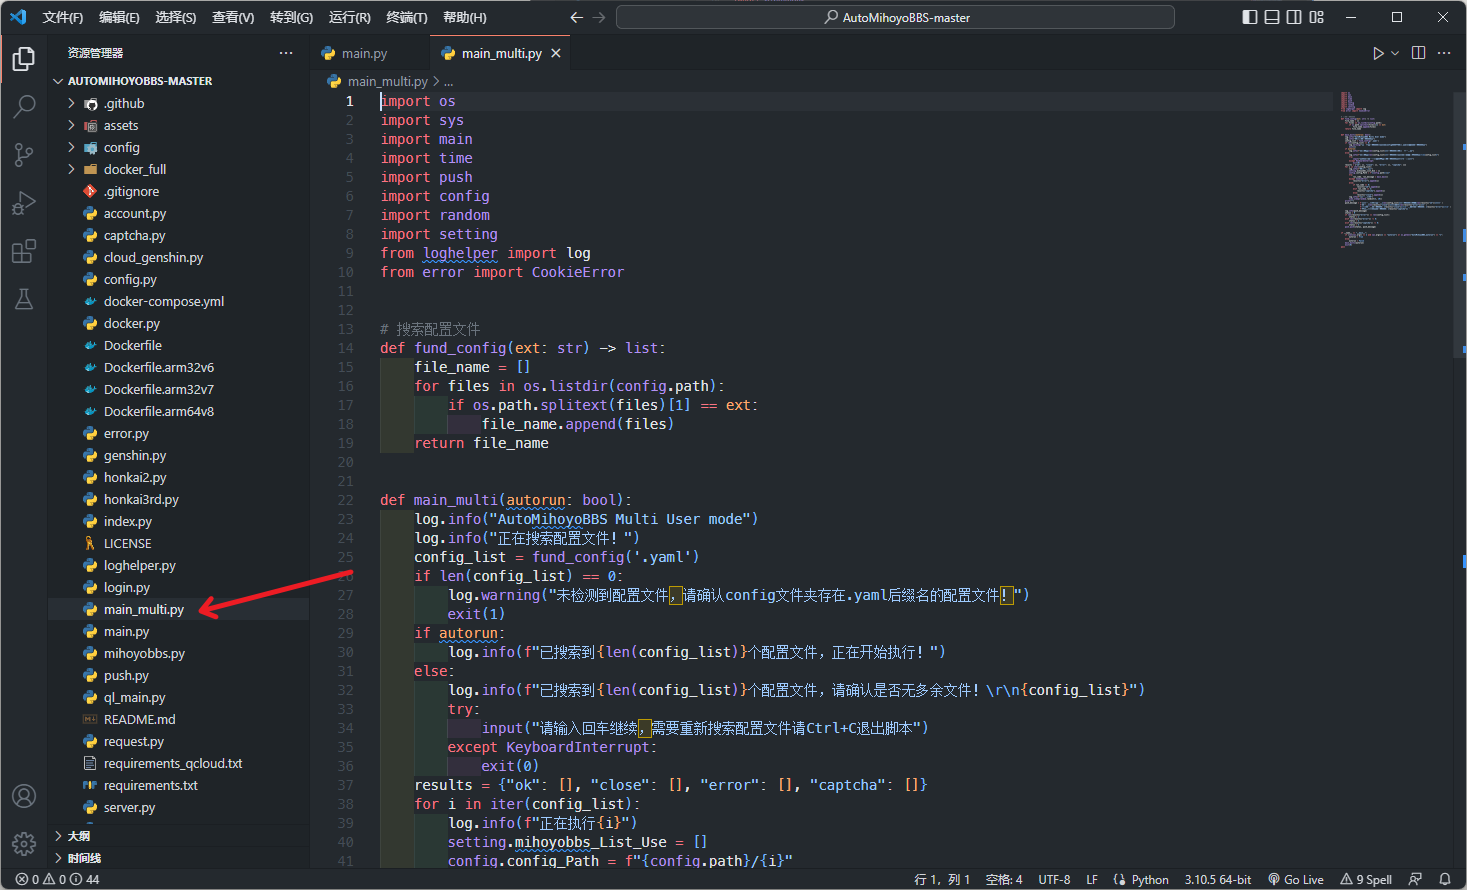 文件(F) 编辑(E) 选择(S) 查看(V) 转到(G) 运行(R) 终端(T) 帮助(H)
AutoMihoyoBBS-master
资源管理器
AUTOMIHOYOBBS-MASTER
.github
assets
config
docker_full
.gitignore
account.py
captcha.py
cloud_genshin.py
config.py
docker-compose.yml
docker.py
Dockerfile
Dockerfile.arm32v6
Dockerfile.arm32v7
Dockerfile.arm64v8
error.py
genshin.py
honkai2.py
honkai3rd.py
index.py
LICENSE
loghelper.py
login.py
main_multi.py
main.py
mihoyobbs.py
push.py
ql_main.py
README.md
request.py
requirements_qcloud.txt
requirements.txt
server.py
大纲
时间线
main.py
main_multi.py
main_multi.py > ...
1 import os
2 import sys
3 import main
4 import time
5 import push
6 import config
7 import random
8 import setting
9 from loghelper import log
10 from error import CookieError
11
12
13 # 搜索配置文件
14 def fund_config(ext: str) -> list:
15 file_name = []
16 for files in os.listdir(config.path):
17 if os.path.splitext(files)[1] == ext:
18 file_name.append(files)
19 return file_name
20
21
22 def main_multi(autorun: bool):
23 log.info("AutoMihoyoBBS Multi User mode")
24 log.info("正在搜索配置文件！")
25 config_list = fund_config('.yaml')
26 if len(config_list) == 0:
27 log.warning("未检测到配置文件，请确认config文件夹存在.yaml后缀名的配置文件！")
28 exit(1)
29 if autorun:
30 log.info(f"已搜索到{len(config_list)}个配置文件，正在开始执行！")
31 else:
32 log.info(f"已搜索到{len(config_list)}个配置文件，请确认是否无多余文件！\r\n{config_list}")
33 try:
34 input("请输入回车继续，需要重新搜索配置文件请Ctrl+C退出脚本")
35 except KeyboardInterrupt:
36 exit(0)
37 results = {"ok": [], "close": [], "error": [], "captcha": []}
38 for i in iter(config_list):
39 log.info(f"正在执行{i}")
40 setting.mihoyobbs_List_Use = []
41 config.config_Path = f"{config.path}/{i}"
0 0 44
行 1，列 1 空格: 4 UTF-8 LF Python 3.10.5 64-bit Go Live 9 Spell